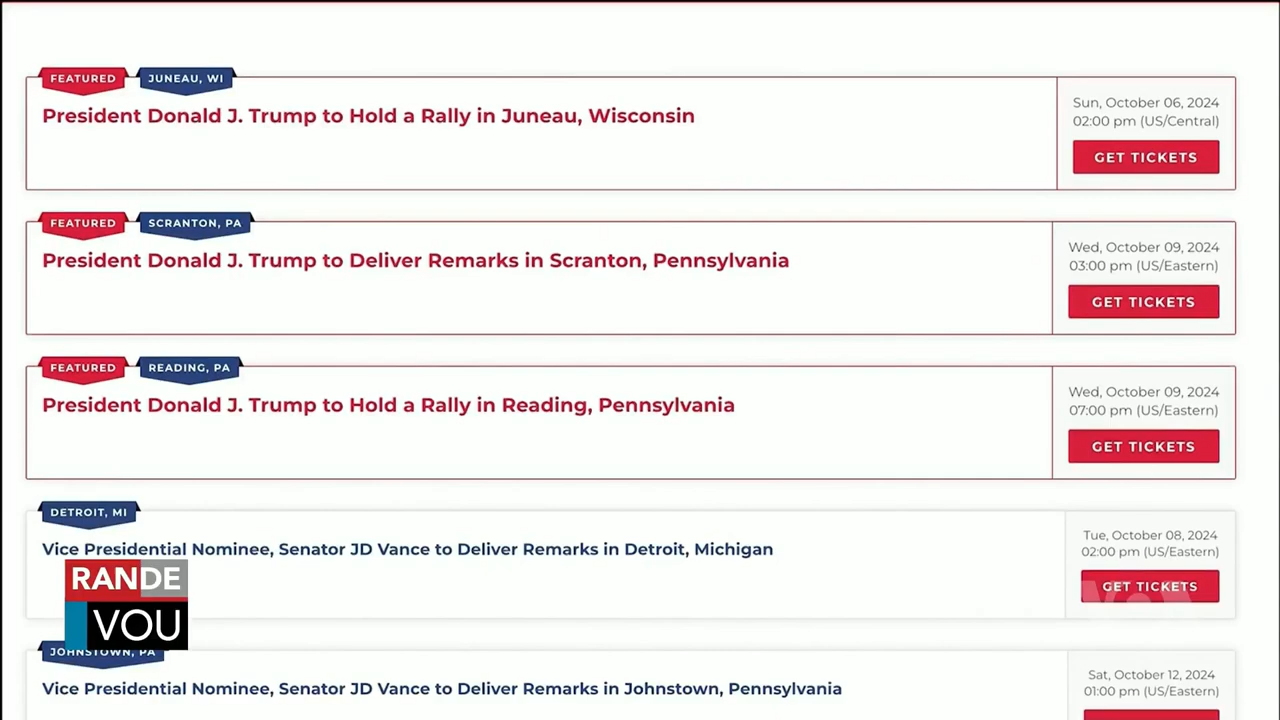 FEATURED JUNEAU, WI
President Donald J. Trump to Hold a Rally in Juneau, Wisconsin
Sun, October 06, 2024
02:00 pm (US/Central)
GET TICKETS
FEATURED SCRANTON, PA
President Donald J. Trump to Deliver Remarks in Scranton, Pennsylvania
Wed, October 09, 2024
03:00 pm (US/Eastern)
GET TICKETS
FEATURED READING, PA
President Donald J. Trump to Hold a Rally in Reading, Pennsylvania
Wed, October 09, 2024
07:00 pm (US/Eastern)
GET TICKETS
DETROIT, MI
Vice Presidential Nominee, Senator JD Vance to Deliver Remarks in Detroit, Michigan
Tue, October 08, 2024
02:00 pm (US/Eastern)
GET TICKETS
VOA
RANDE
VOU
JOHNSTOWN, PA
Vice Presidential Nominee, Senator JD Vance to Deliver Remarks in Johnstown, Pennsylvania
Sat, October 12, 2024
01:00 pm (US/Eastern)